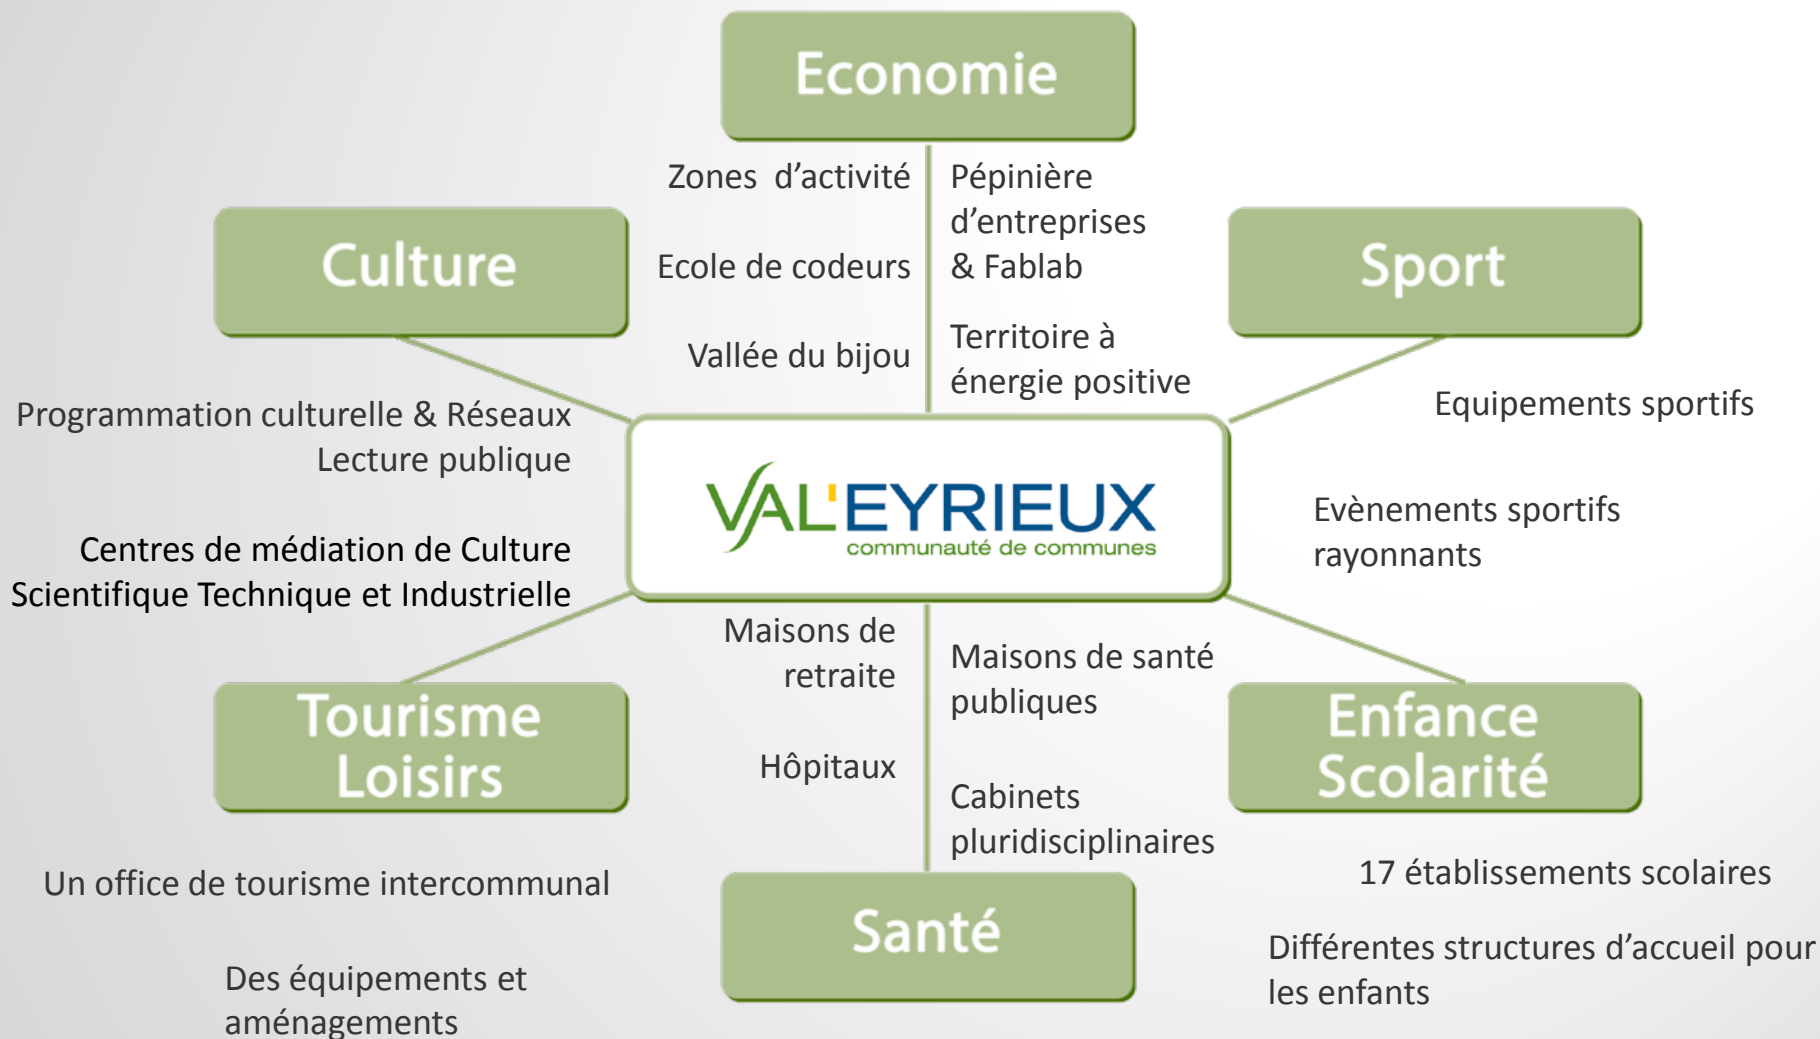 Economie
Zones d’activité
Ecole de codeurs
Vallée du bijou
Pépinière
d’entreprises
& Fablab
Territoire à
énergie positive
Culture
Programmation culturelle & Réseaux
Lecture publique
Centres de médiation de Culture
Scientifique Technique et Industrielle
Sport
Equipements sportifs
Evènements sportifs
rayonnants
VAL'EYRIEUX
communauté de communes
Tourisme
Loisirs
Un office de tourisme intercommunal
Des équipements et
aménagements
Maisons de
retraite
Hôpitaux
Maisons de santé
publiques
Cabinets
pluridisciplinaires
Santé
Enfance
Scolarité
17 établissements scolaires
Différentes structures d’accueil pour
les enfants